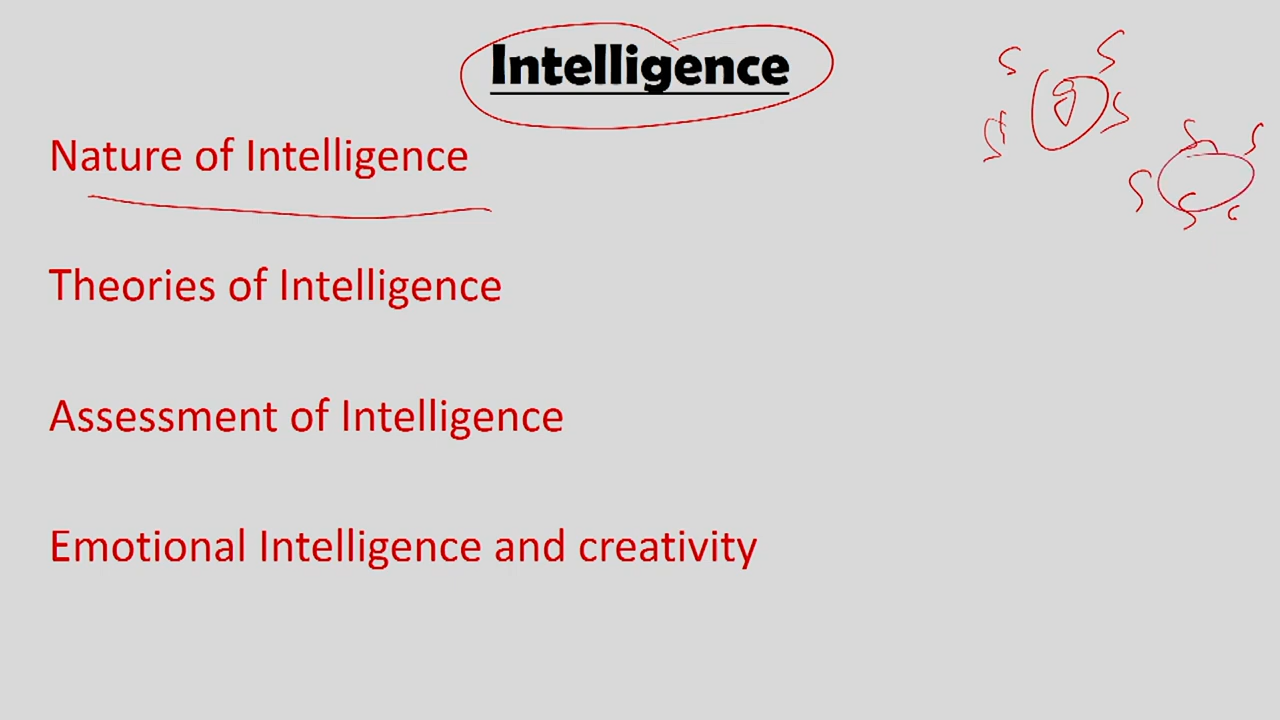 Intelligence
Nature of Intelligence
Theories of Intelligence
Assessment of Intelligence
Emotional Intelligence and creativity